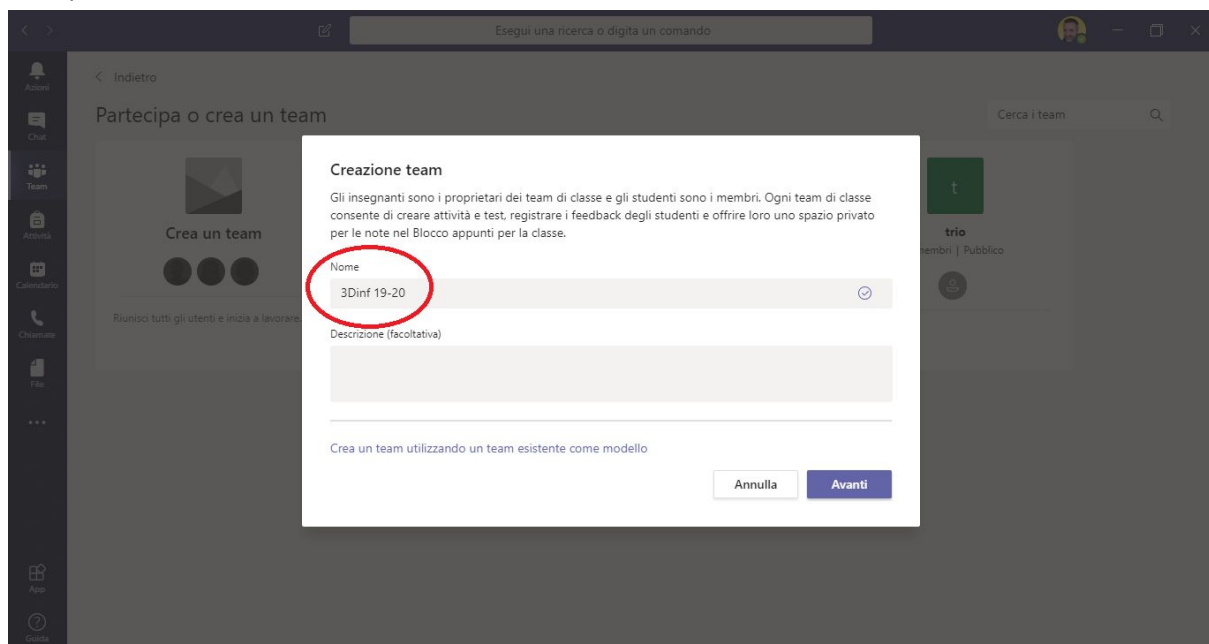 Esegui una ricerca o digita un comando
Azioni
Chat
Team
Attività
Calendario
Chiamate
File
App
Guida
Indietro
Partecipa o crea un team
Cerca i team
Crea un team
Riunisci tutti gli utenti e inizia a lavorare.
t
trio
membri | Pubblico
Creazione team
Gli insegnanti sono i proprietari dei team di classe e gli studenti sono i membri. Ogni team di classe
consente di creare attività e test, registrare i feedback degli studenti e offrire loro uno spazio privato
per le note nel Blocco appunti per la classe.
Nome
3Dinf 19-20
Descrizione (facoltativa)
Crea un team utilizzando un team esistente come modello
Annulla
Avanti